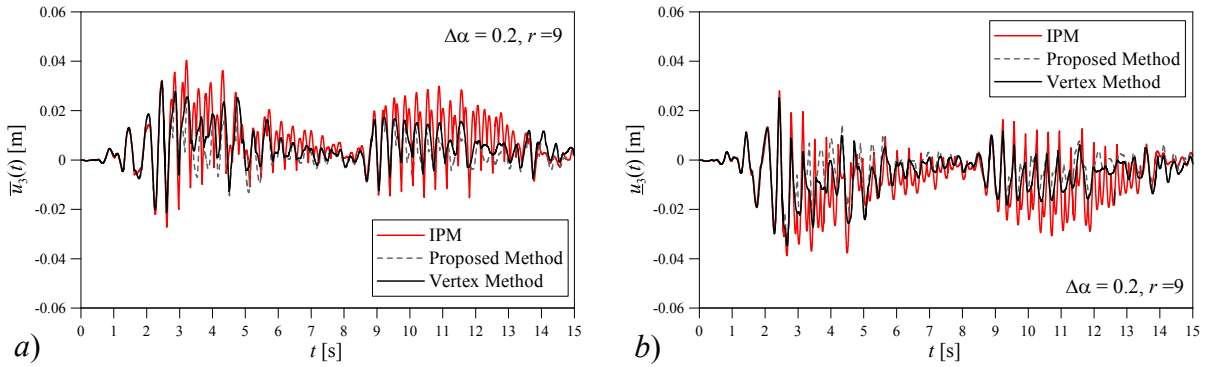 0.06
0.04
0.02
0
-0.02
-0.04
-0.06
u̅₃(t) [m]
Δα = 0.2, r =9
IPM
Proposed Method
Vertex Method
0 1 2 3 4 5 6 7 8 9 10 11 12 13 14 15
t [s]
a)
0.06
0.04
0.02
0
-0.02
-0.04
-0.06
u̲₃(t) [m]
IPM
Proposed Method
Vertex Method
Δα = 0.2, r =9
0 1 2 3 4 5 6 7 8 9 10 11 12 13 14 15
t [s]
b)